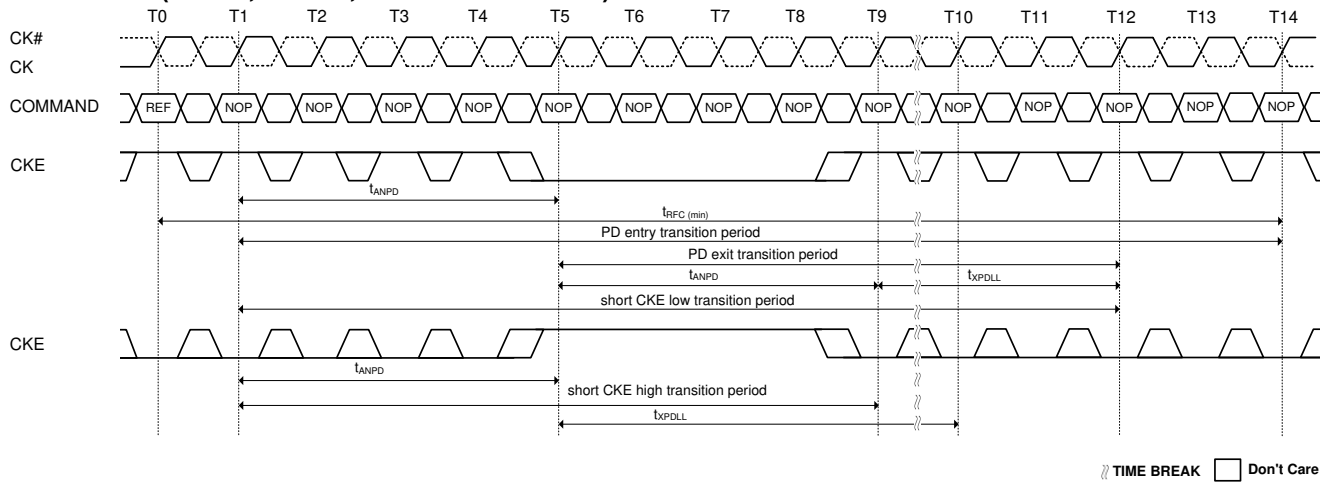 T0 T1 T2 T3 T4 T5 T6 T7 T8 T9 T10 T11 T12 T13 T14
CK#
CK
COMMAND REF NOP NOP NOP NOP NOP NOP NOP NOP NOP NOP NOP NOP NOP NOP
CKE
tANPD
tRFC (min)
PD entry transition period
PD exit transition period
tANPD tXPDLL
short CKE low transition period
CKE
tANPD
short CKE high transition period
tXPDLL
TIME BREAK Don't Care